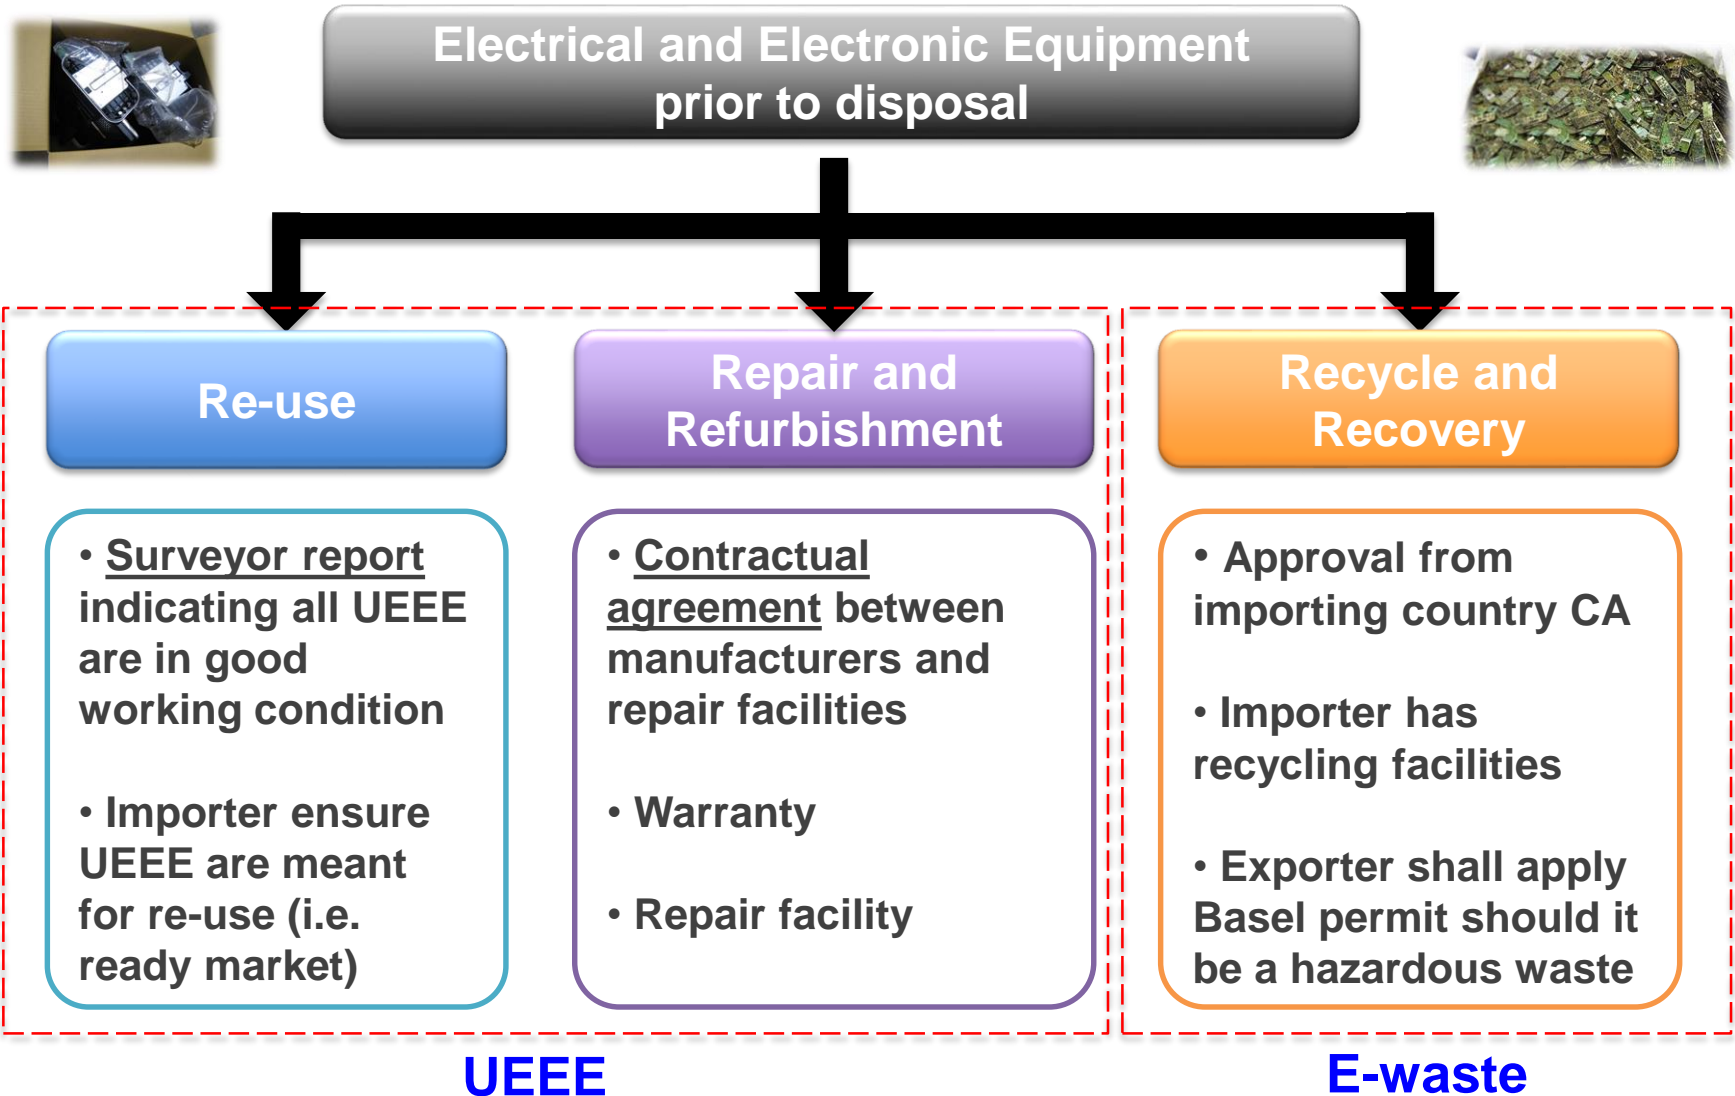 Electrical and Electronic Equipment
prior to disposal
Re-use
Repair and
Refurbishment
Recycle and
Recovery
• Surveyor report
indicating all UEEE
are in good
working condition
• Importer ensure
UEEE are meant
for re-use (i.e.
ready market)
• Contractual
agreement between
manufacturers and
repair facilities
• Warranty
• Repair facility
• Approval from
importing country CA
• Importer has
recycling facilities
• Exporter shall apply
Basel permit should it
be a hazardous waste
UEEE
E-waste